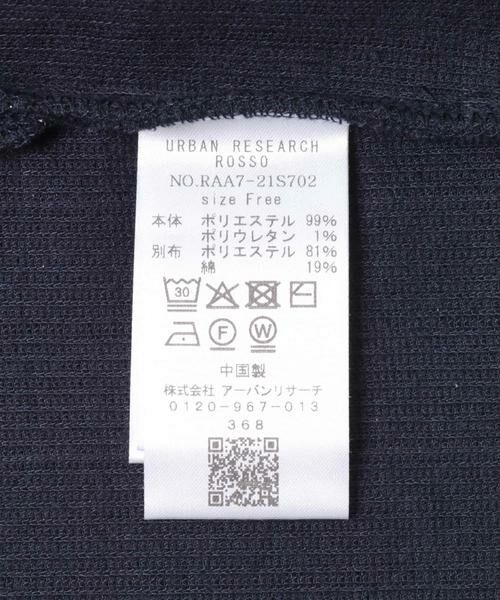 URBAN RESEARCH
ROSSO
NO.RAA7-21S702
size Free
本体 ポリエステル 99%
ポリウレタン 1%
別布 ポリエステル 81%
綿 19%
30
F W
中国製
株式会社 アーバンリサーチ
0120-967-013
368